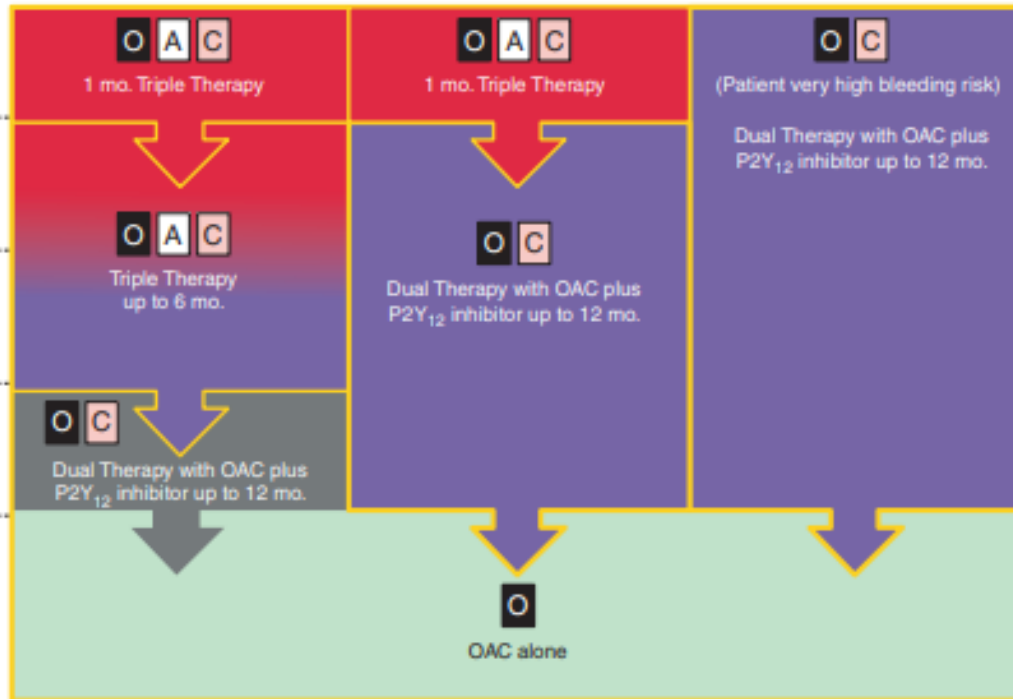 O A C
1 mo. Triple Therapy
O A C
Triple Therapy
up to 6 mo.
O C
Dual Therapy with OAC plus
P2Y₁₂ inhibitor up to 12 mo.
O A C
1 mo. Triple Therapy
O C
Dual Therapy with OAC plus
P2Y₁₂ inhibitor up to 12 mo.
O C
(Patient very high bleeding risk)
Dual Therapy with OAC plus
P2Y₁₂ inhibitor up to 12 mo.
O
OAC alone